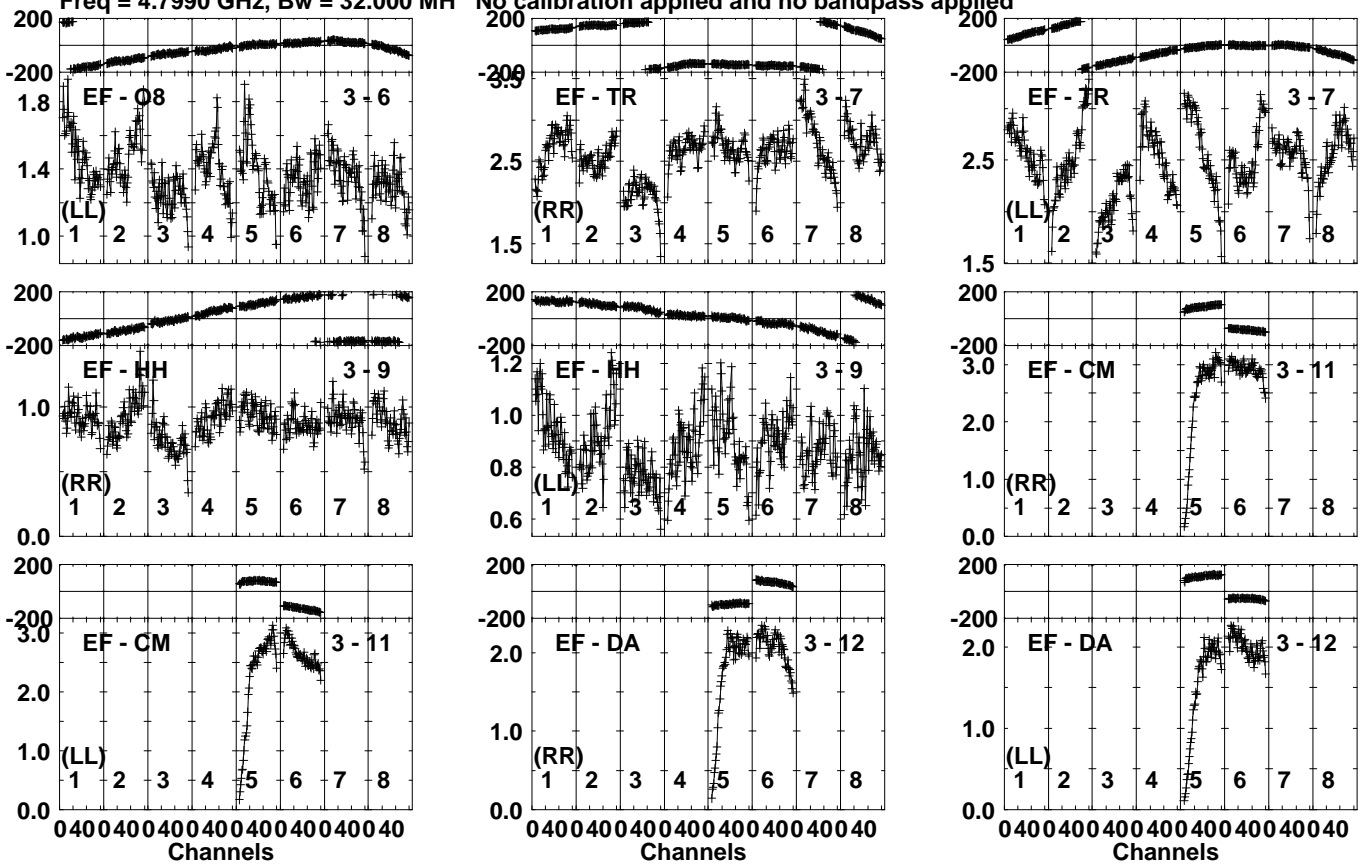 Freq = 4.7990 GHz, Bw = 32.000 MH No calibration applied and no bandpass applied
200
-200
1.8
1.4
1.0
EF - O8
3 - 6
(LL)
1 2 3 4 5 6 7 8
200
-200
3.5
2.5
1.5
EF - TR
3 - 7
(RR)
1 2 3 4 5 6 7 8
200
-200
2.5
1.5
EF - TR
3 - 7
(LL)
1 2 3 4 5 6 7 8
200
-200
1.0
0.0
EF - HH
3 - 9
(RR)
1 2 3 4 5 6 7 8
200
-200
1.2
1.0
0.8
0.6
EF - HH
3 - 9
(LL)
1 2 3 4 5 6 7 8
200
-200
3.0
2.0
1.0
0.0
EF - CM
3 - 11
(RR)
1 2 3 4 5 6 7 8
200
-200
3.0
2.0
1.0
0.0
EF - CM
3 - 11
(LL)
1 2 3 4 5 6 7 8
0 40 0 40 0 40 0 40 0 40 0 40 0 40 0 40
Channels
200
-200
2.0
1.0
0.0
EF - DA
3 - 12
(RR)
1 2 3 4 5 6 7 8
0 40 0 40 0 40 0 40 0 40 0 40 0 40 0 40
Channels
200
-200
2.0
1.0
0.0
EF - DA
3 - 12
(LL)
1 2 3 4 5 6 7 8
0 40 0 40 0 40 0 40 0 40 0 40 0 40 0 40
Channels